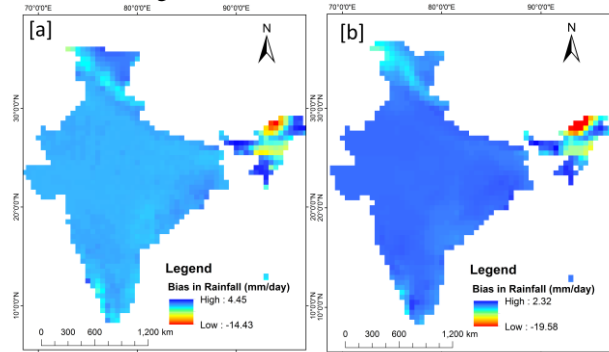 70°0'0"E 80°0'0"E 90°0'0"E
[a]
N
30°0'0"N
20°0'0"N
10°0'0"N
Legend
Bias in Rainfall (mm/day)
High : 4.45
Low : -14.43
0 300 600 1,200 km
70°0'0"E 80°0'0"E 90°0'0"E
[b]
N
30°0'0"N
20°0'0"N
10°0'0"N
Legend
Bias in Rainfall (mm/day)
High : 2.32
Low : -19.58
0 300 600 1,200 km